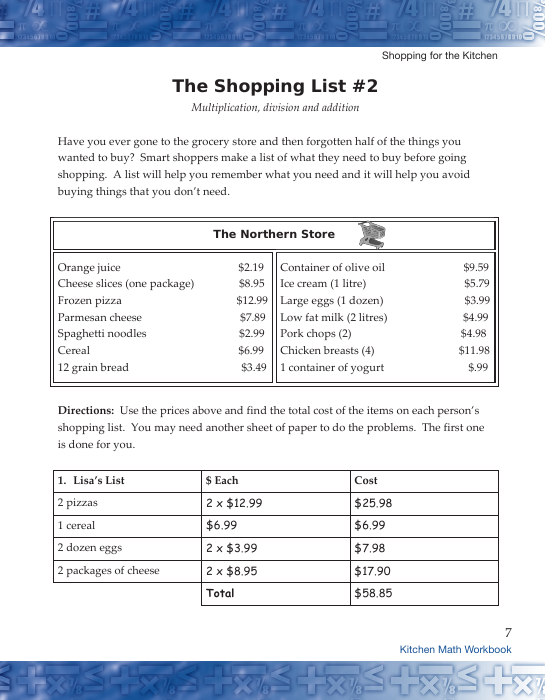 Shopping for the Kitchen
The Shopping List #2
Multiplication, division and addition
Have you ever gone to the grocery store and then forgotten half of the things you
wanted to buy?  Smart shoppers make a list of what they need to buy before going
shopping.  A list will help you remember what you need and it will help you avoid
buying things that you don't need.
The Northern Store
Orange juice $2.19
Cheese slices (one package) $8.95
Frozen pizza $12.99
Parmesan cheese $7.89
Spaghetti noodles $2.99
Cereal $6.99
12 grain bread $3.49
Container of olive oil $9.59
Ice cream (1 litre) $5.79
Large eggs (1 dozen) $3.99
Low fat milk (2 litres) $4.99
Pork chops (2) $4.98
Chicken breasts (4) $11.98
1 container of yogurt $.99
Directions:  Use the prices above and find the total cost of the items on each person's
shopping list.  You may need another sheet of paper to do the problems.  The first one
is done for you.
1.  Lisa's List $ Each Cost
2 pizzas 2 x $12.99 $25.98
1 cereal $6.99 $6.99
2 dozen eggs 2 x $3.99 $7.98
2 packages of cheese 2 x $8.95 $17.90
Total $58.85
7
Kitchen Math Workbook